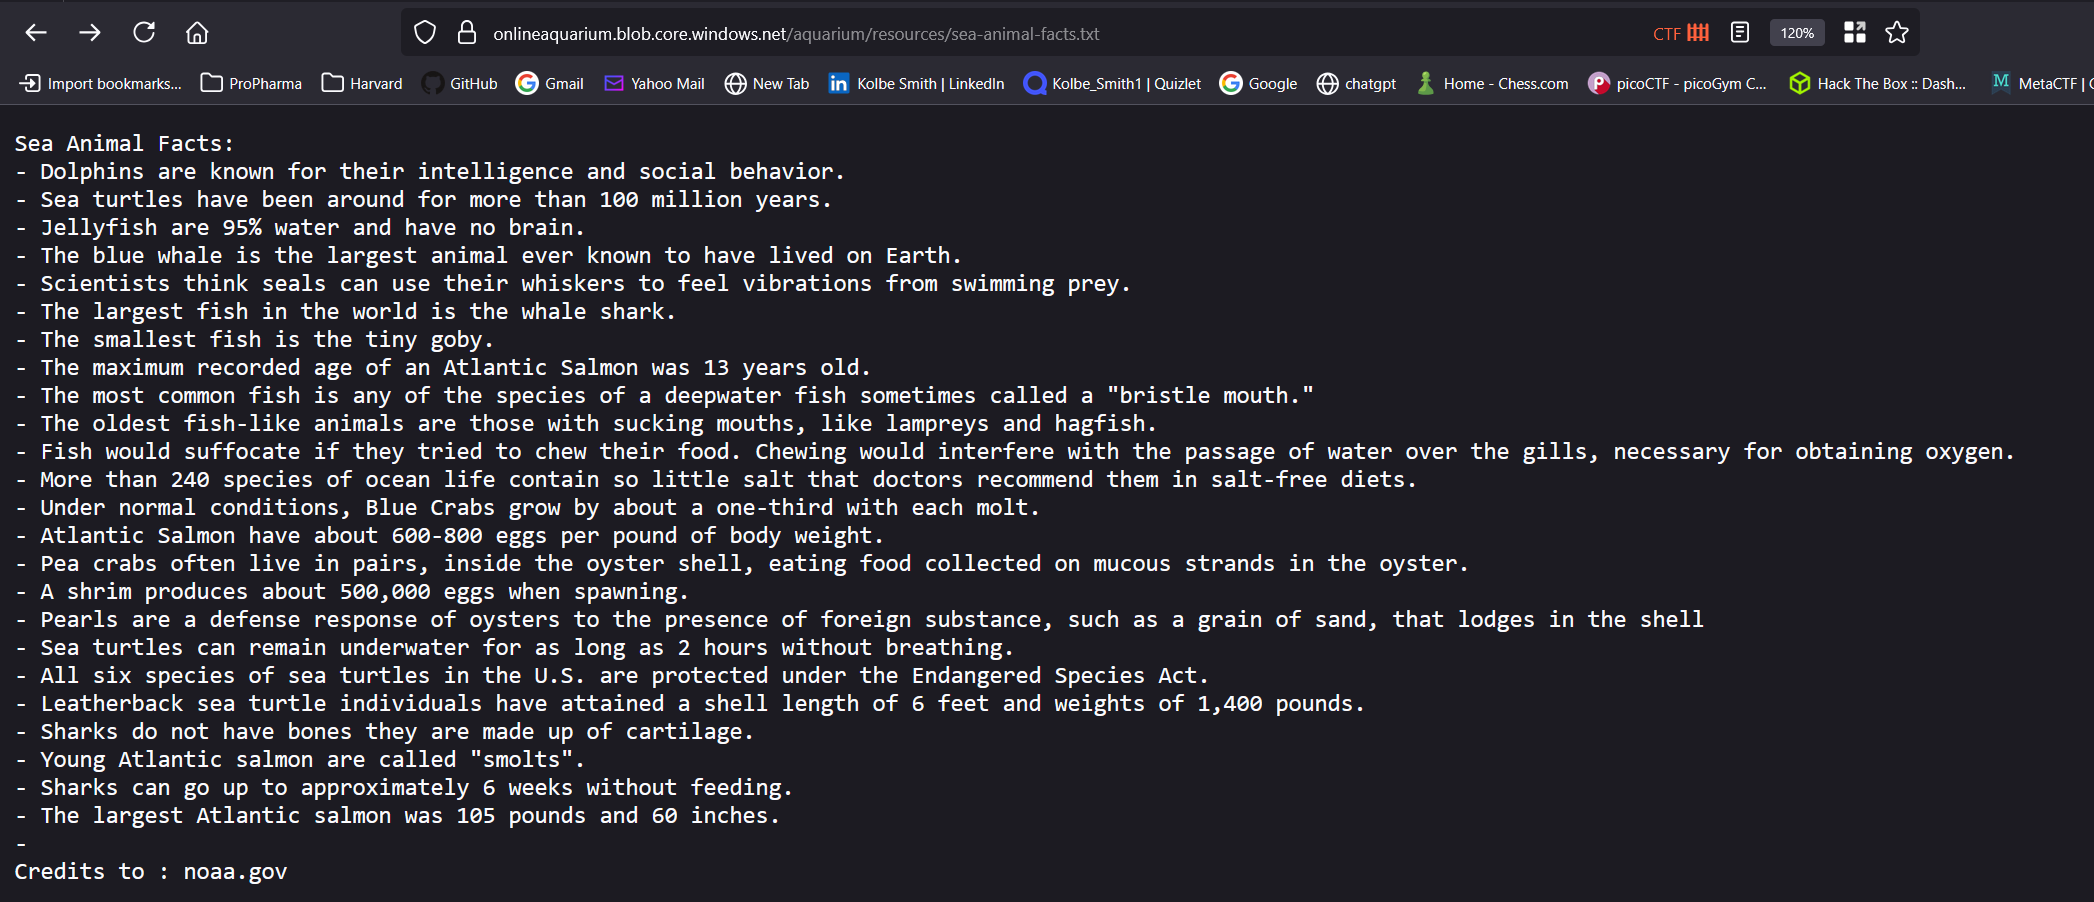 onlineaquarium.blob.core.windows.net/aquarium/resources/sea-animal-facts.txt CTF 120%
Import bookmarks... ProPharma Harvard GitHub Gmail Yahoo Mail New Tab Kolbe Smith | LinkedIn Kolbe_Smith1 | Quizlet Google chatgpt Home - Chess.com picoCTF - picoGym C... Hack The Box :: Dash... MetaCTF |
Sea Animal Facts:
- Dolphins are known for their intelligence and social behavior.
- Sea turtles have been around for more than 100 million years.
- Jellyfish are 95% water and have no brain.
- The blue whale is the largest animal ever known to have lived on Earth.
- Scientists think seals can use their whiskers to feel vibrations from swimming prey.
- The largest fish in the world is the whale shark.
- The smallest fish is the tiny goby.
- The maximum recorded age of an Atlantic Salmon was 13 years old.
- The most common fish is any of the species of a deepwater fish sometimes called a "bristle mouth."
- The oldest fish-like animals are those with sucking mouths, like lampreys and hagfish.
- Fish would suffocate if they tried to chew their food. Chewing would interfere with the passage of water over the gills, necessary for obtaining oxygen.
- More than 240 species of ocean life contain so little salt that doctors recommend them in salt-free diets.
- Under normal conditions, Blue Crabs grow by about a one-third with each molt.
- Atlantic Salmon have about 600-800 eggs per pound of body weight.
- Pea crabs often live in pairs, inside the oyster shell, eating food collected on mucous strands in the oyster.
- A shrim produces about 500,000 eggs when spawning.
- Pearls are a defense response of oysters to the presence of foreign substance, such as a grain of sand, that lodges in the shell
- Sea turtles can remain underwater for as long as 2 hours without breathing.
- All six species of sea turtles in the U.S. are protected under the Endangered Species Act.
- Leatherback sea turtle individuals have attained a shell length of 6 feet and weights of 1,400 pounds.
- Sharks do not have bones they are made up of cartilage.
- Young Atlantic salmon are called "smolts".
- Sharks can go up to approximately 6 weeks without feeding.
- The largest Atlantic salmon was 105 pounds and 60 inches.
-
Credits to : noaa.gov